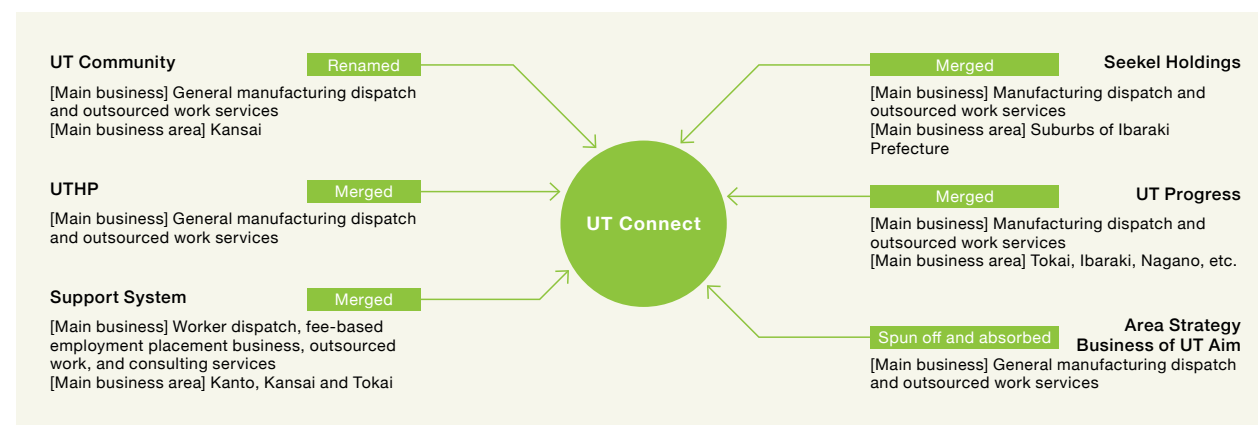 UT Community
Renamed
[Main business] General manufacturing dispatch
and outsourced work services
[Main business area] Kansai
UTHP
Merged
[Main business] General manufacturing dispatch
and outsourced work services
Support System
Merged
[Main business] Worker dispatch, fee-based
employment placement business, outsourced
work, and consulting services
[Main business area] Kanto, Kansai and Tokai
UT Connect
Merged
Seekel Holdings
[Main business] Manufacturing dispatch and
outsourced work services
[Main business area] Suburbs of Ibaraki
Prefecture
Merged
UT Progress
[Main business] Manufacturing dispatch and
outsourced work services
[Main business area] Tokai, Ibaraki, Nagano, etc.
Spun off and absorbed
Area Strategy
Business of UT Aim
[Main business] General manufacturing dispatch
and outsourced work services